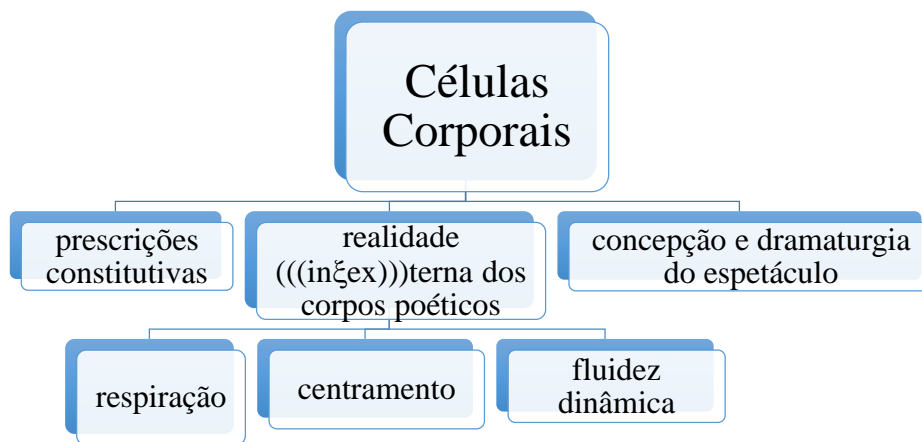 Células
Corporais
prescrições
constitutivas
realidade
(((inξex)))terna dos
corpos poéticos
concepção e dramaturgia
do espetáculo
respiração
centramento
fluidez
dinâmica